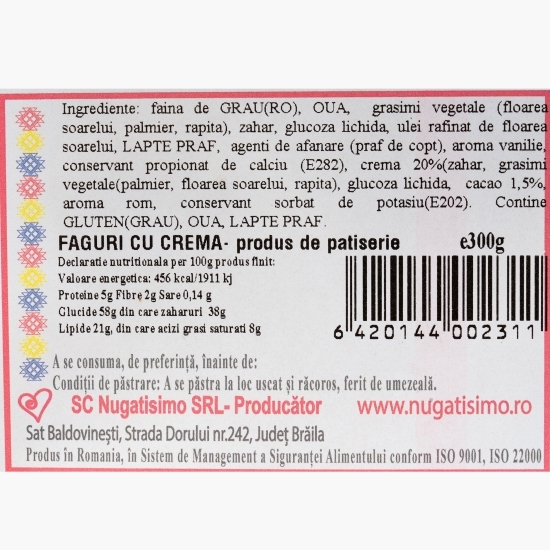 Ingrediente: faina de GRAU(RO), OUA, grasimi vegetale (floarea
soarelui, palmier, rapita), zahar, glucoza lichida, ulei rafinat de floarea
soarelui, LAPTE PRAF, agenti de afanare (praf de copt), aroma vanilie,
conservant propionat de calciu (E282), crema 20%(zahar, grasimi
vegetale(palmier, floarea soarelui, rapita), glucoza lichida, cacao 1,5%,
aroma rom, conservant sorbat de potasiu(E202). Contine
GLUTEN(GRAU), OUA, LAPTE PRAF.
FAGURI CU CREMA- produs de patiserie e300g
Declaratie nutritionala per 100g produs finit:
Valoare energetica: 456 kcal/1911 kj
Proteine 5g Fibre 2g Sare 0,14 g
Glucide 58g din care zaharuri 38g
Lipide 21g, din care acizi grasi saturati 8g
6 420144 002311
A se consuma, de preferință, înainte de:
Condiții de păstrare: A se păstra la loc uscat și răcoros, ferit de umezeală.
SC Nugatisimo SRL- Producător www.nugatisimo.ro
Sat Baldovinești, Strada Dorului nr.242, Județ Brăila
Produs în Romania, în Sistem de Management a Siguranței Alimentului conform ISO 9001, ISO 22000